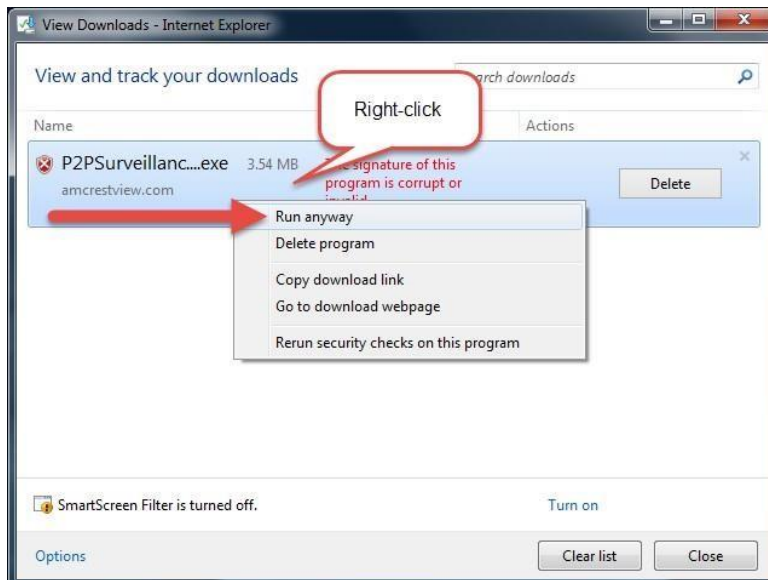 View Downloads - Internet Explorer
View and track your downloads
arch downloads
Right-click
Name
Actions
P2PSurveillanc....exe 3.54 MB
signature of this
program is corrupt or
invalid
amcrestview.com
Delete
Run anyway
Delete program
Copy download link
Go to download webpage
Rerun security checks on this program
SmartScreen Filter is turned off.
Turn on
Options
Clear list
Close